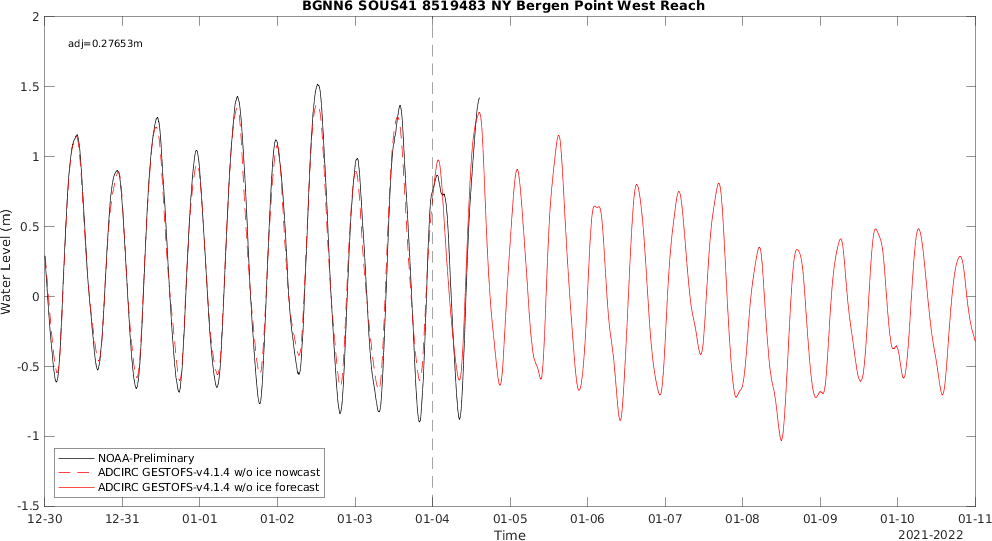 BGNN6 SOUS41 8519483 NY Bergen Point West Reach
adj=0.27653m
2
1.5
1
0.5
0
-0.5
-1
-1.5
Water Level (m)
NOAA-Preliminary
ADCIRC GESTOFS-v4.1.4 w/o ice nowcast
ADCIRC GESTOFS-v4.1.4 w/o ice forecast
12-30 12-31 01-01 01-02 01-03 01-04 01-05 01-06 01-07 01-08 01-09 01-10 01-11
Time
2021-2022